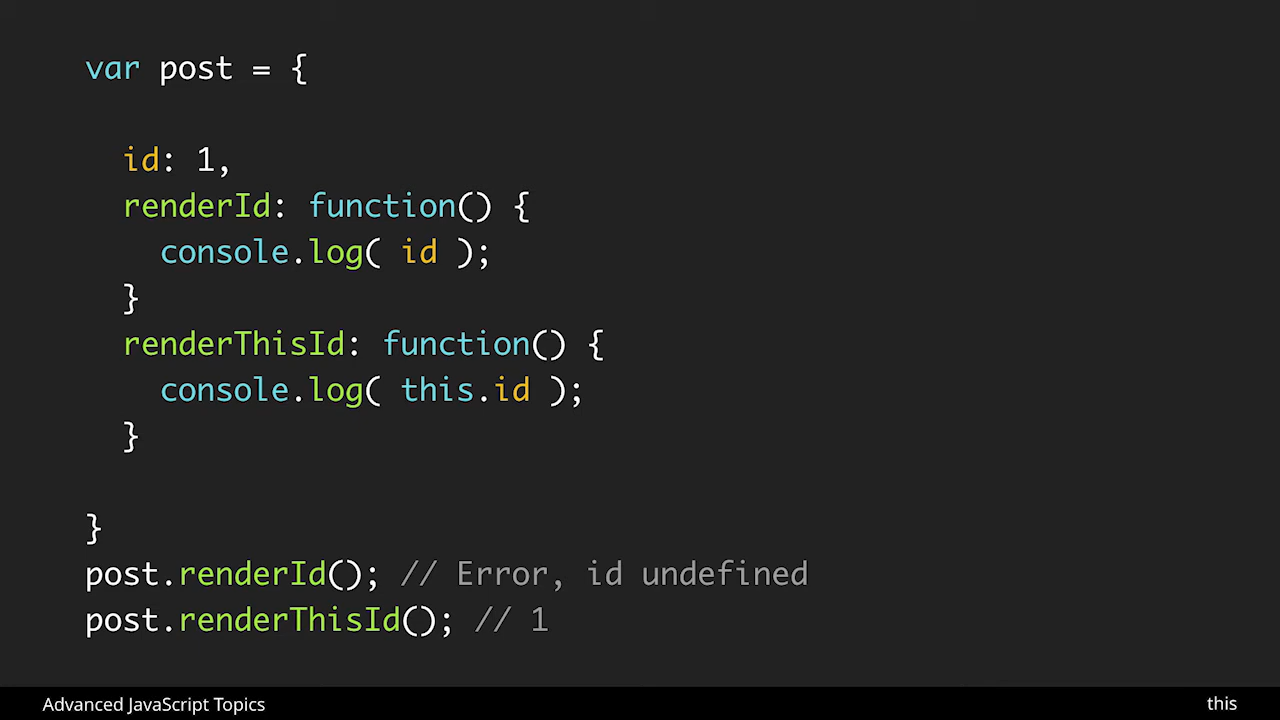 var post = {
id: 1,
renderId: function() {
console.log( id );
}
renderThisId: function() {
console.log( this.id );
}
}
post.renderId(); // Error, id undefined
post.renderThisId(); // 1
Advanced JavaScript Topics
this